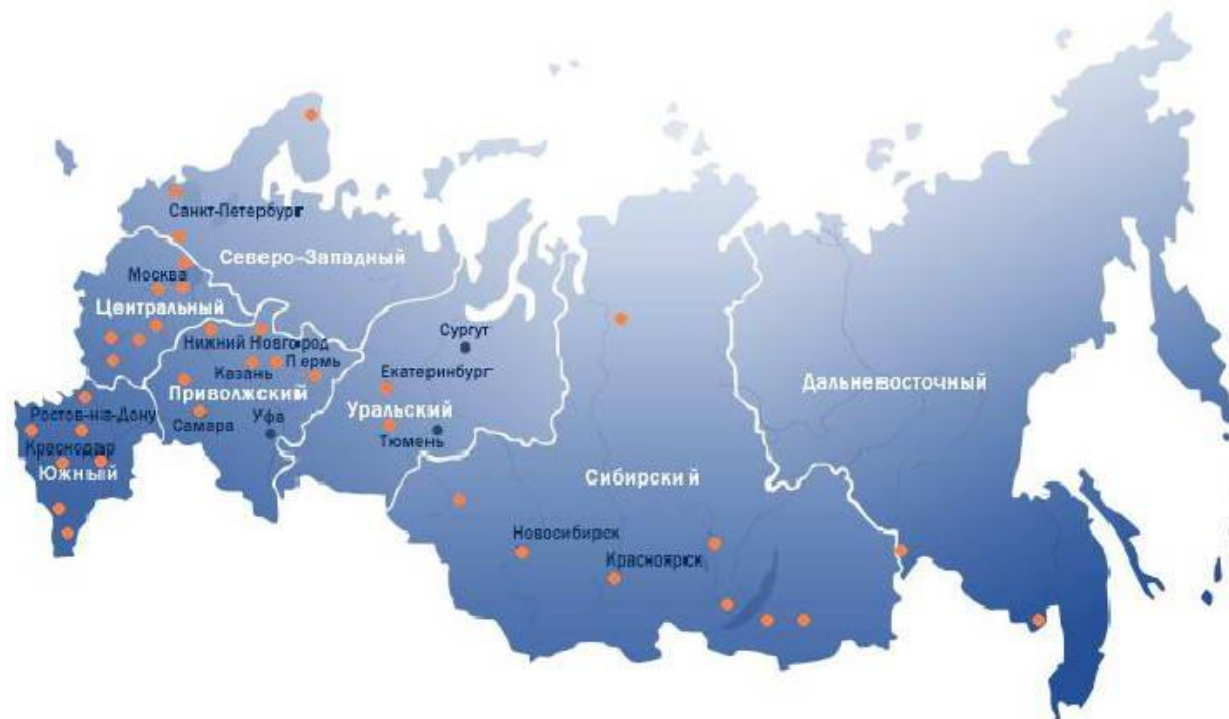 Санкт-Петербург
Северо-Западный
Москва
Центральный
Сургут
Нижний Новгород
Казань
Пермь
Екатеринбург
Приволжский
Дальневосточный
Уральский
Ростов-на-Дону
Самара
Уфа
Тюмень
Краснодар
Южный
Сибирский
Новосибирск
Красноярск